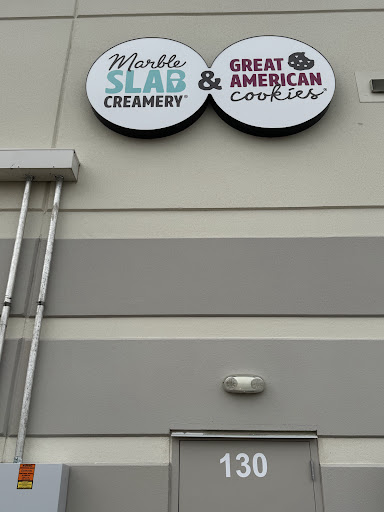 Marble
SLAB
CREAMERY®
&
GREAT
AMERICAN
cookies®
130